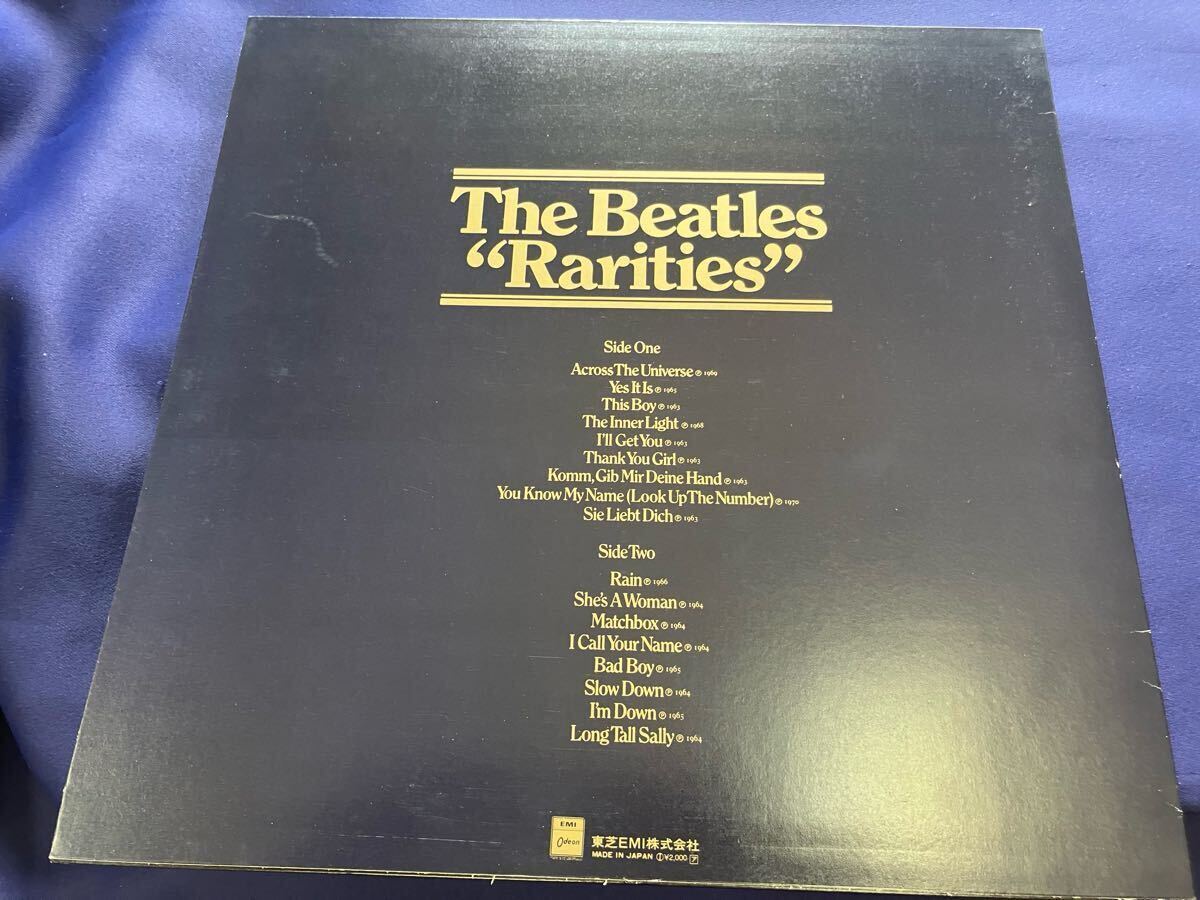 The Beatles
“Rarities”
Side One
Across The Universe ℗ 1969
Yes It Is ℗ 1965
This Boy ℗ 1963
The Inner Light ℗ 1968
I'll Get You ℗ 1963
Thank You Girl ℗ 1963
Komm, Gib Mir Deine Hand ℗ 1963
You Know My Name (Look Up The Number) ℗ 1970
Sie Liebt Dich ℗ 1963
Side Two
Rain ℗ 1966
She's A Woman ℗ 1964
Matchbox ℗ 1964
I Call Your Name ℗ 1964
Bad Boy ℗ 1965
Slow Down ℗ 1964
I'm Down ℗ 1965
Long Tall Sally ℗ 1964
EMI
Odeon
東芝EMI株式会社
MADE IN JAPAN Ⓘ¥2,000 ア